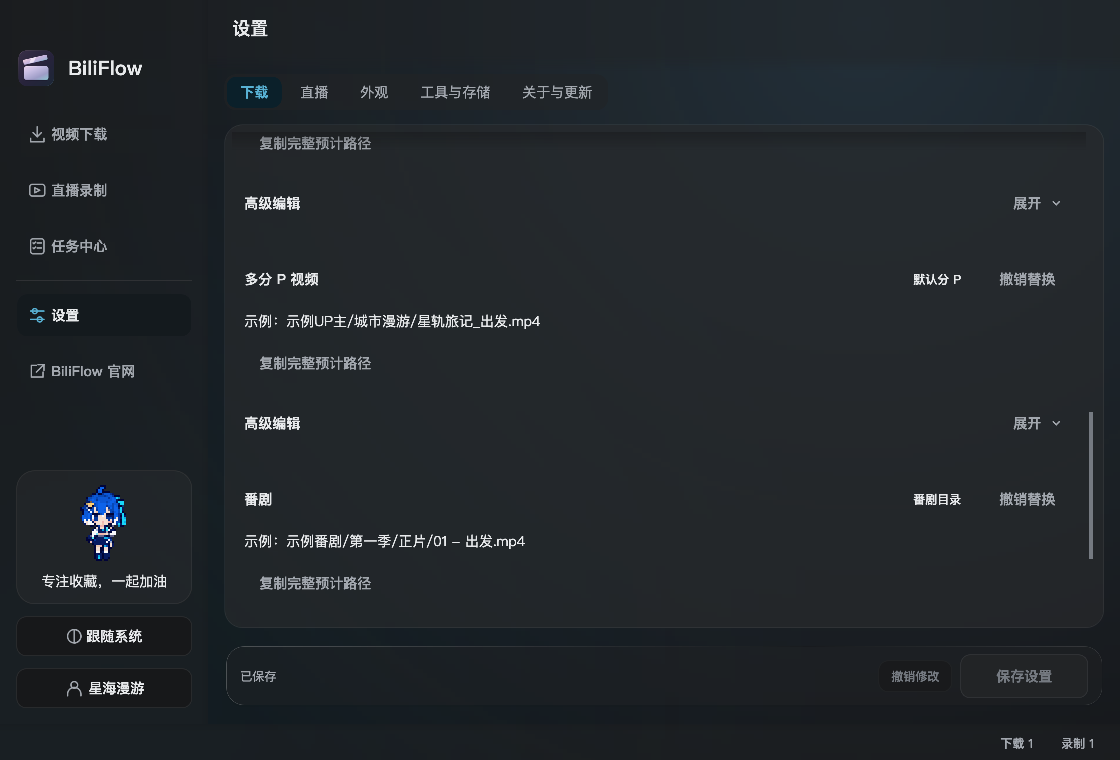 设置
BiliFlow
下载 直播 外观 工具与存储 关于与更新
视频下载
直播录制
任务中心
设置
BiliFlow 官网
专注收藏，一起加油
跟随系统
星海漫游
复制完整预计路径
高级编辑 展开
多分 P 视频 默认分 P 撤销替换
示例：示例UP主/城市漫游/星轨旅记_出发.mp4
复制完整预计路径
高级编辑 展开
番剧 番剧目录 撤销替换
示例：示例番剧/第一季/正片/01 – 出发.mp4
复制完整预计路径
已保存 撤销修改 保存设置
下载 1 录制 1